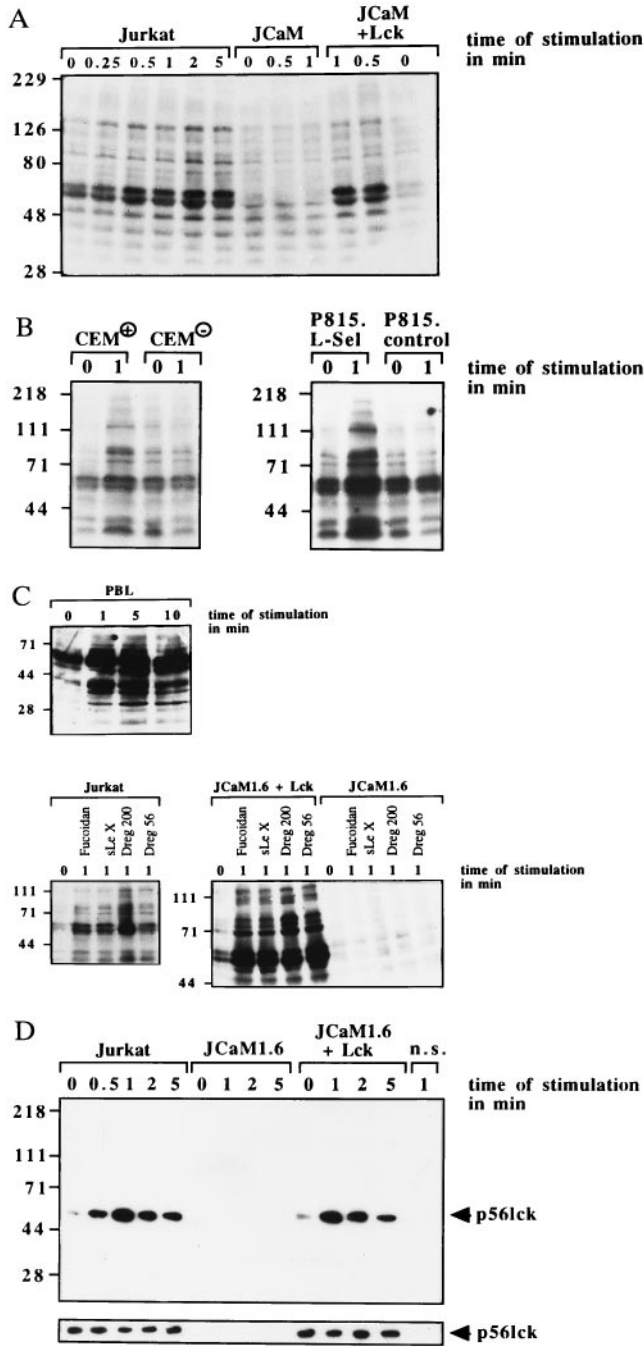 A
Jurkat JCaM JCaM +Lck
0 0.25 0.5 1 2 5 0 0.5 1 1 0.5 0
time of stimulation in min
229
126
80
48
28
B
CEM⊕ CEM⊖
0 1 0 1
218
111
71
44
P815. L-Sel P815. control
0 1 0 1
time of stimulation in min
218
111
71
44
C
PBL
0 1 5 10
time of stimulation in min
71
44
28
Jurkat
Fucoidan sLe X Dreg 200 Dreg 56
0 1 1 1 1
111
71
44
JCaM1.6 + Lck JCaM1.6
Fucoidan sLe X Dreg 200 Dreg 56 Fucoidan sLe X Dreg 200 Dreg 56
0 1 1 1 1 0 1 1 1 1
time of stimulation in min
111
71
44
D
Jurkat JCaM1.6 JCaM1.6 + Lck n.s.
0 0.5 1 2 5 0 1 2 5 0 1 2 5 1
time of stimulation in min
218
111
71
44
28
p56lck
p56lck